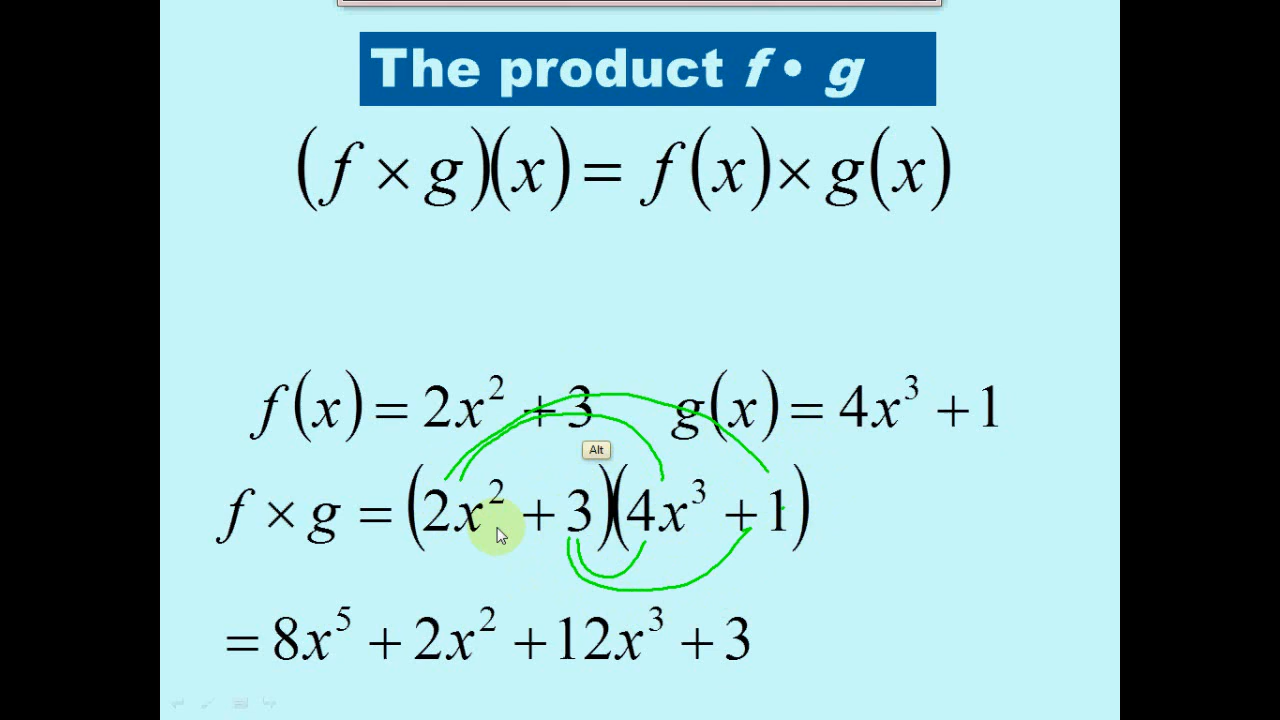 The product f • g
(f × g)(x) = f(x) × g(x)
f(x) = 2x² + 3 g(x) = 4x³ + 1
Alt
f × g = (2x² + 3)(4x³ + 1)
= 8x⁵ + 2x² + 12x³ + 3